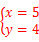 x = 5
y = 4